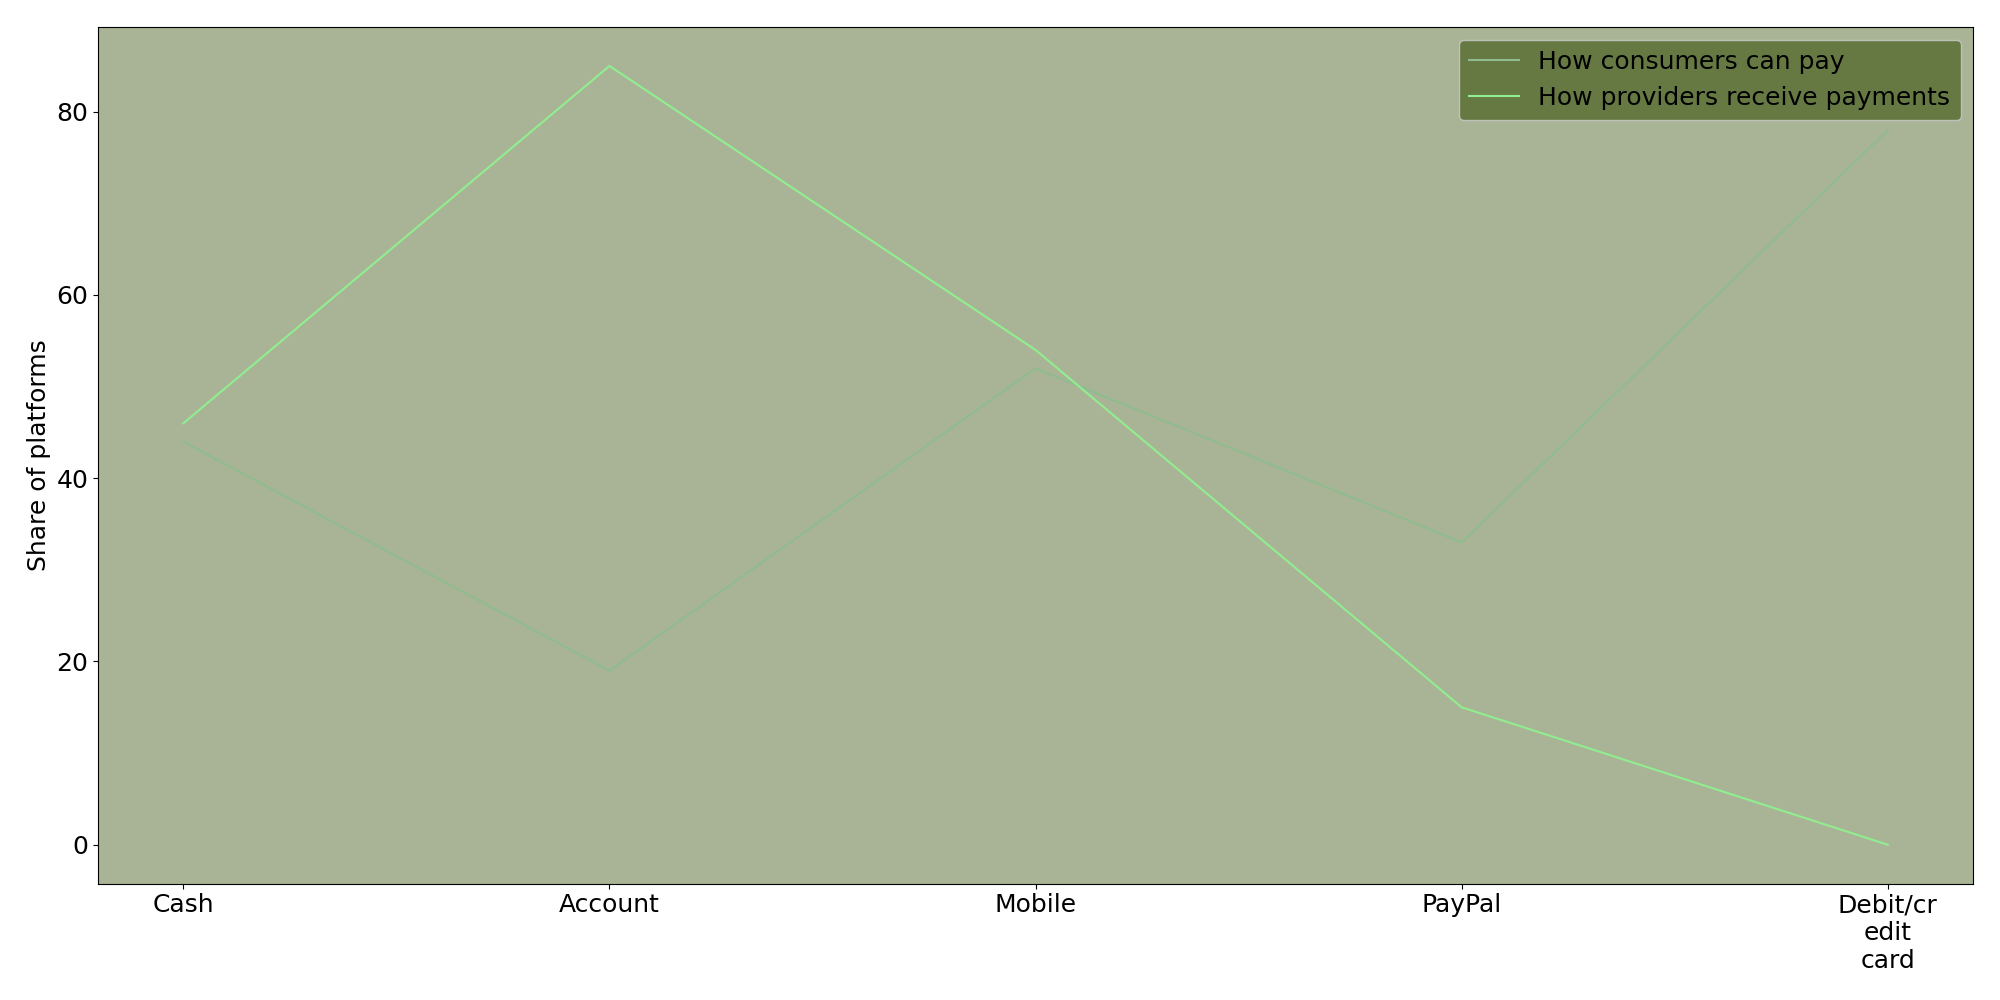 How consumers can pay
How providers receive payments
Share of platforms
80
60
40
20
0
Cash
Account
Mobile
PayPal
Debit/cr
edit
card